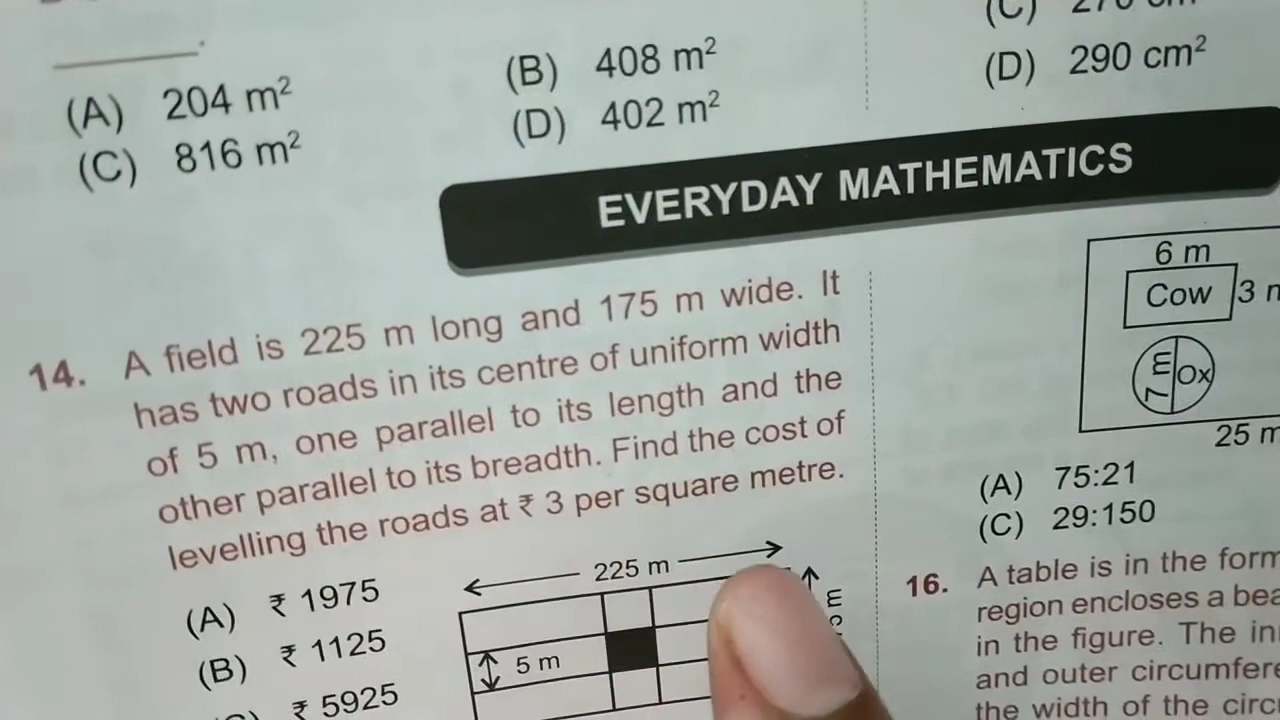 (A) 204 m²
(B) 408 m²
(C) 816 m²
(D) 402 m²
(D) 290 cm²
EVERYDAY MATHEMATICS
14. A field is 225 m long and 175 m wide. It
has two roads in its centre of uniform width
of 5 m, one parallel to its length and the
other parallel to its breadth. Find the cost of
levelling the roads at ₹ 3 per square metre.
(A) ₹ 1975
(B) ₹ 1125
₹ 5925
225 m
5 m
m
6 m
Cow
3
7 m
Ox
25 m
(A) 75:21
(C) 29:150
16. A table is in the form
region encloses a
in the figure. The
and outer
the width of the